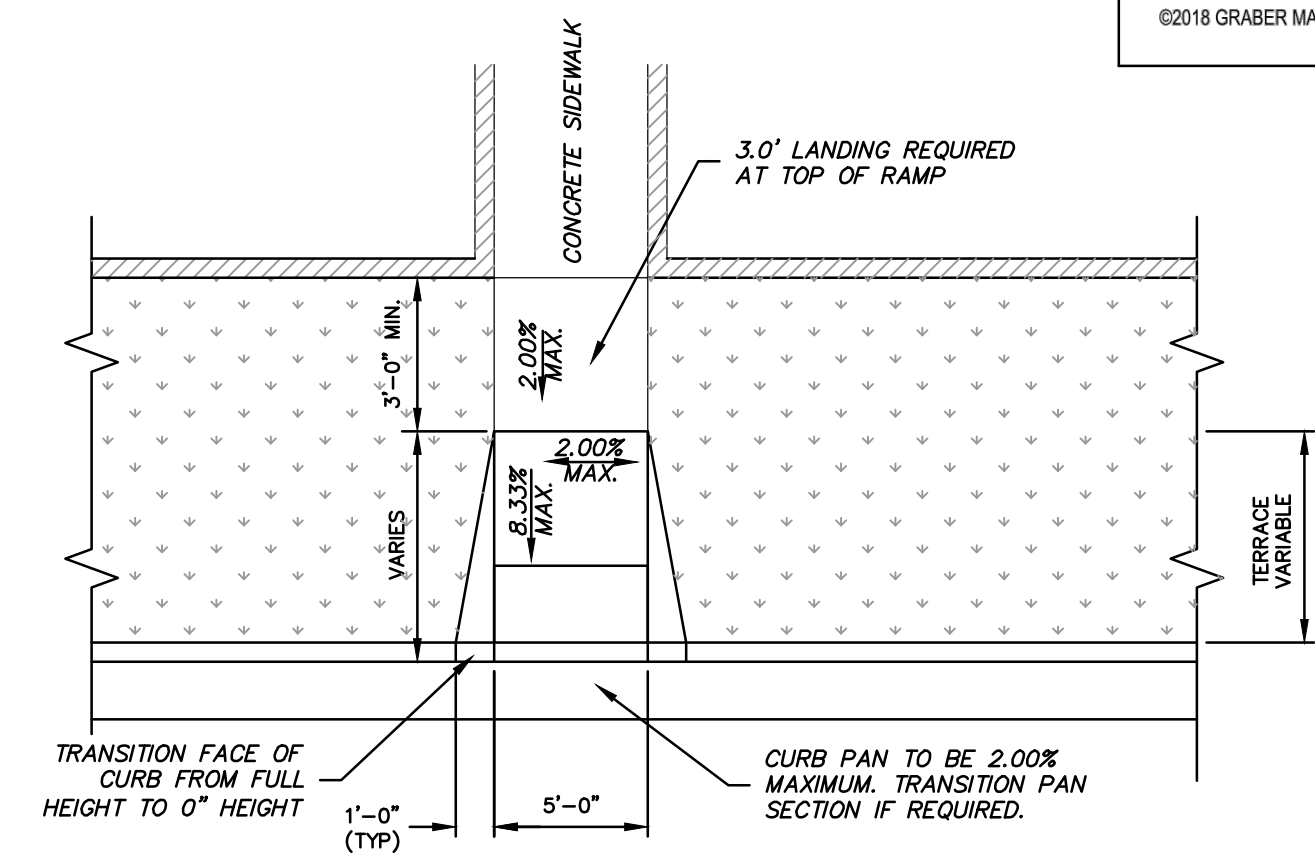 ©2018 GRABER MA
CONCRETE SIDEWALK
3.0' LANDING REQUIRED
AT TOP OF RAMP
3'-0" MIN.
2.00%
MAX.
2.00%
MAX.
8.33%
MAX.
VARIES
TERRACE
VARIABLE
TRANSITION FACE OF
CURB FROM FULL
HEIGHT TO 0" HEIGHT
1'-0"
(TYP)
5'-0"
CURB PAN TO BE 2.00%
MAXIMUM. TRANSITION PAN
SECTION IF REQUIRED.